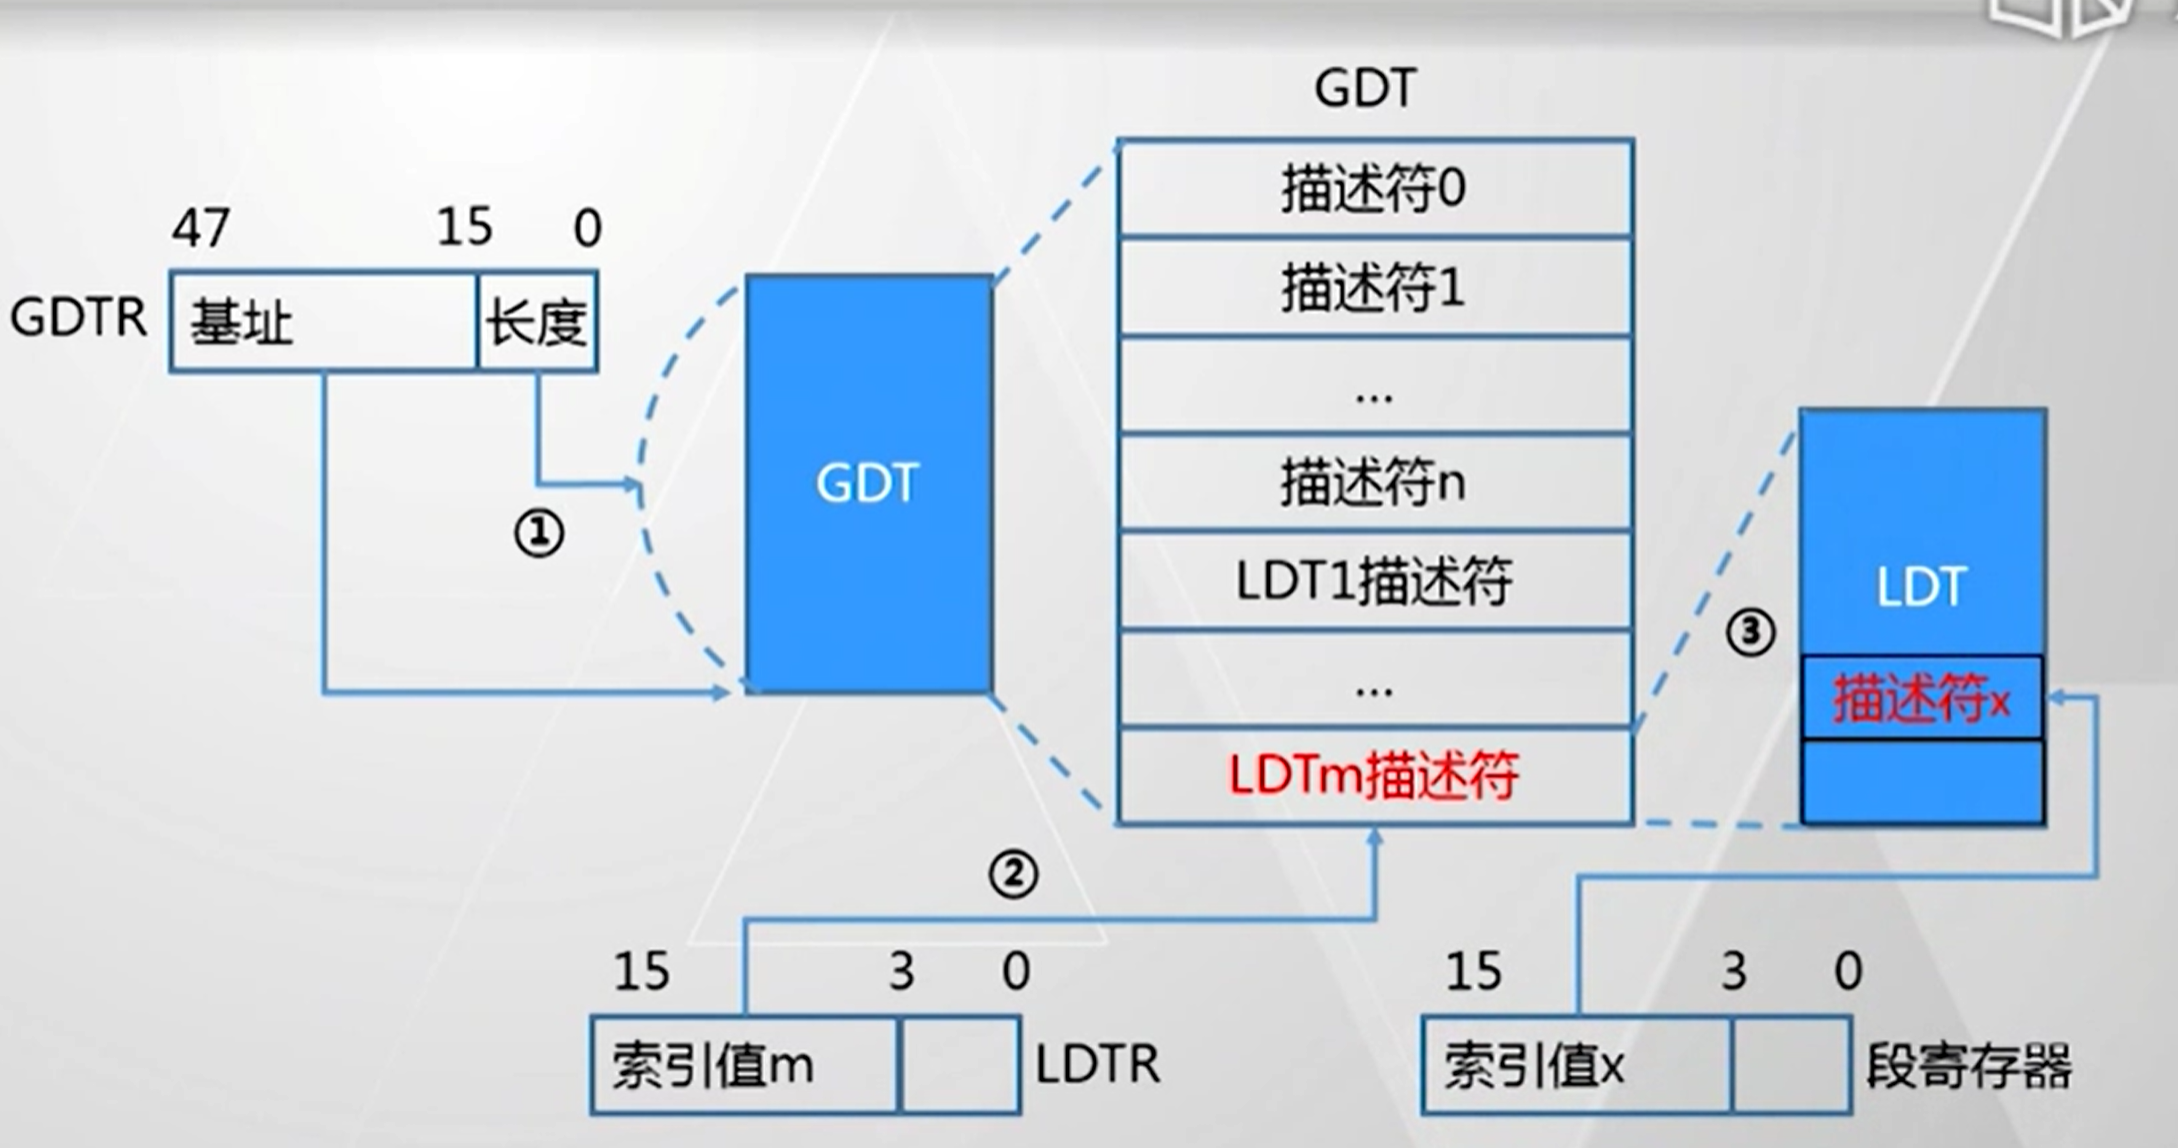 GDT
描述符0
描述符1
...
描述符n
LDT1描述符
...
LDTm描述符
47 15 0
GDTR 基址 长度
①
GDT
②
15 3 0
索引值m LDTR
③
LDT
描述符x
15 3 0
索引值x 段寄存器